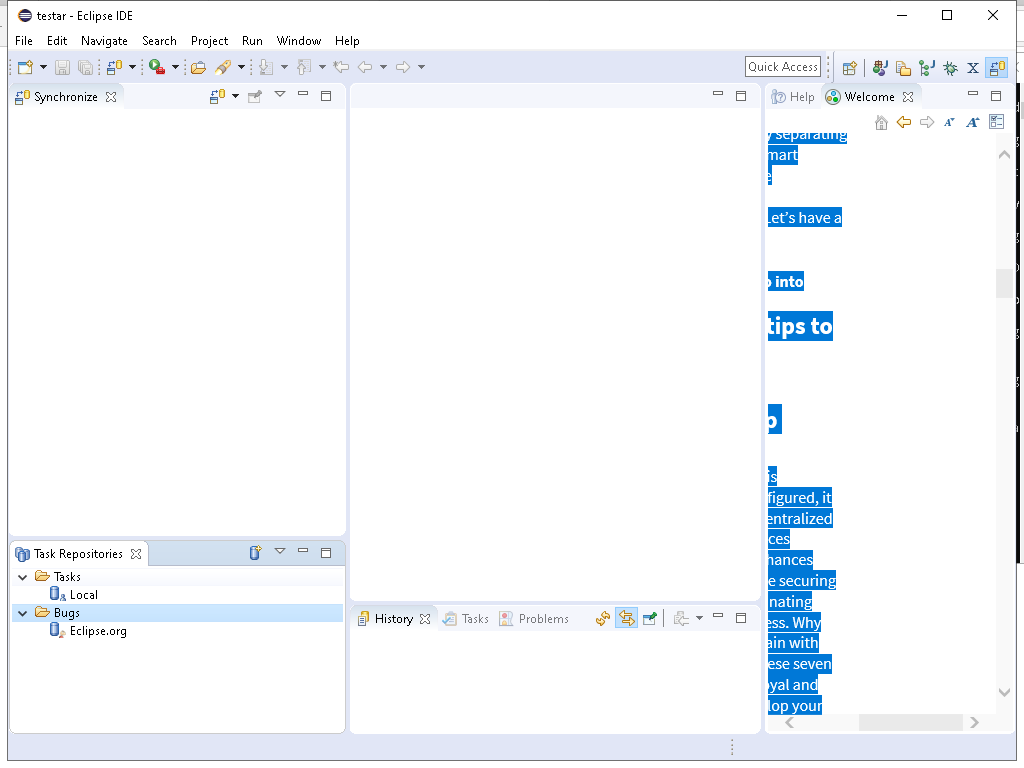 testar - Eclipse IDE
File Edit Navigate Search Project Run Window Help
Quick Access
Synchronize
Help
Welcome
separating
mart
e
Let's have a
o into
tips to
p
is
figured, it
entralized
ces
hances
e securing
nating
ess. Why
ain with
ese seven
oyal and
lop your
Task Repositories
Tasks
Local
Bugs
Eclipse.org
History
Tasks
Problems